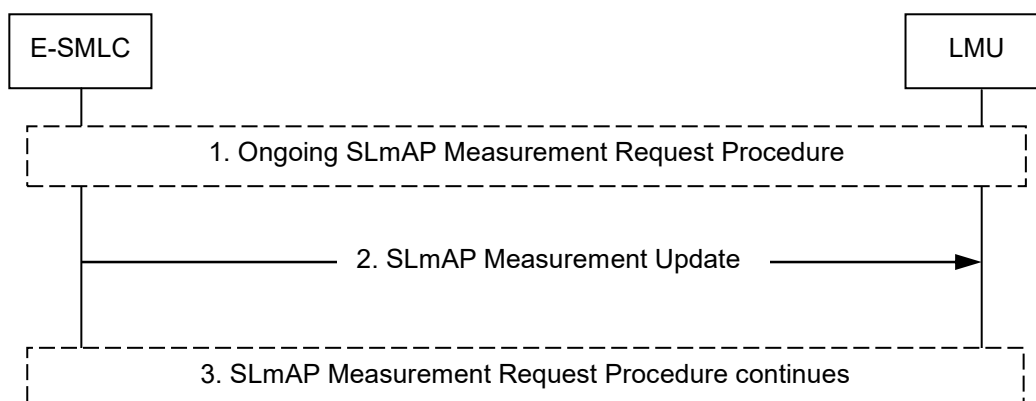 E-SMLC
LMU
1. Ongoing SLmAP Measurement Request Procedure
2. SLmAP Measurement Update
3. SLmAP Measurement Request Procedure continues